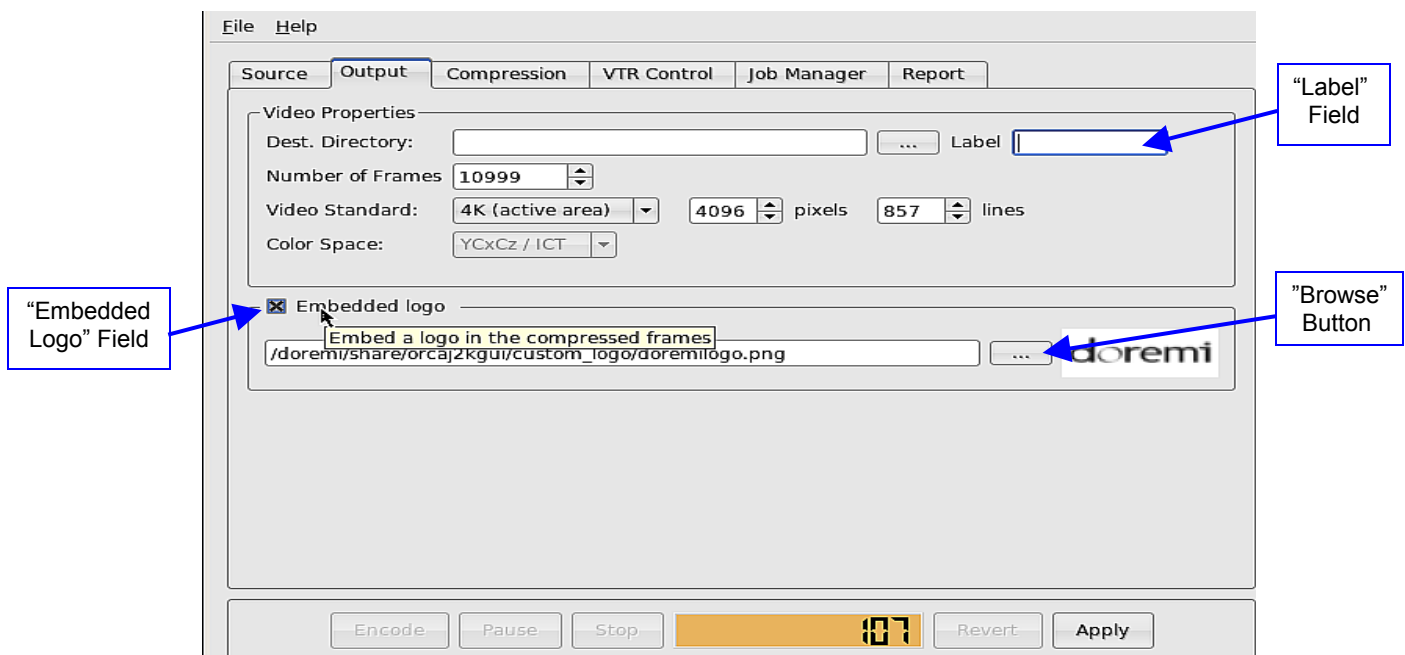 File Help
Source Output Compression VTR Control Job Manager Report
Video Properties
Dest. Directory: ... Label
“Label”
Field
Number of Frames 10999
Video Standard: 4K (active area) 4096 pixels 857 lines
Color Space: YCxCz / ICT
“Embedded
Logo” Field
Embedded logo
Embed a logo in the compressed frames
/doremi/share/orcaj2kgui/custom_logo/doremilogo.png ... doremi
”Browse”
Button
Encode Pause Stop 107 Revert Apply